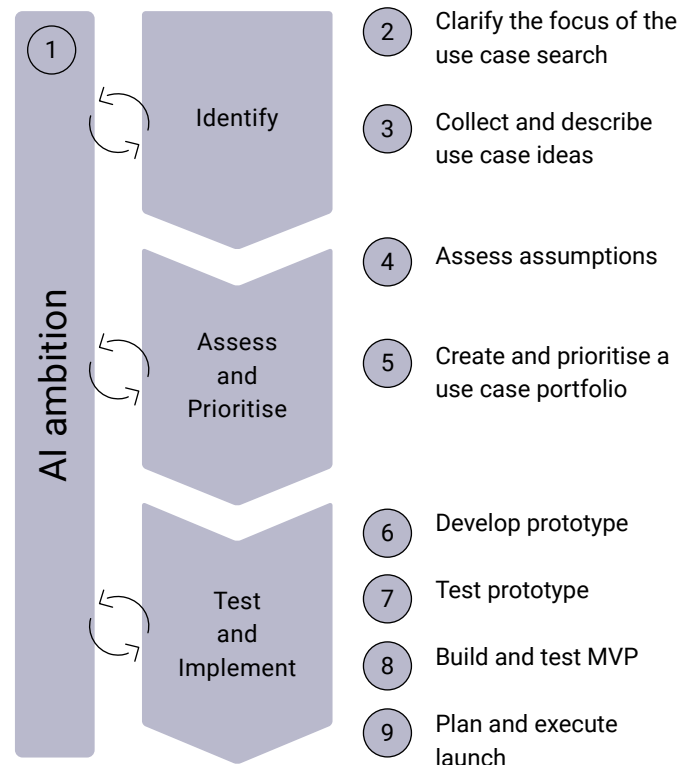 1
AI ambition
Identify
2
Clarify the focus of the
use case search
3
Collect and describe
use case ideas
Assess
and
Prioritise
4
Assess assumptions
5
Create and prioritise a
use case portfolio
Test
and
Implement
6
Develop prototype
7
Test prototype
8
Build and test MVP
9
Plan and execute
launch